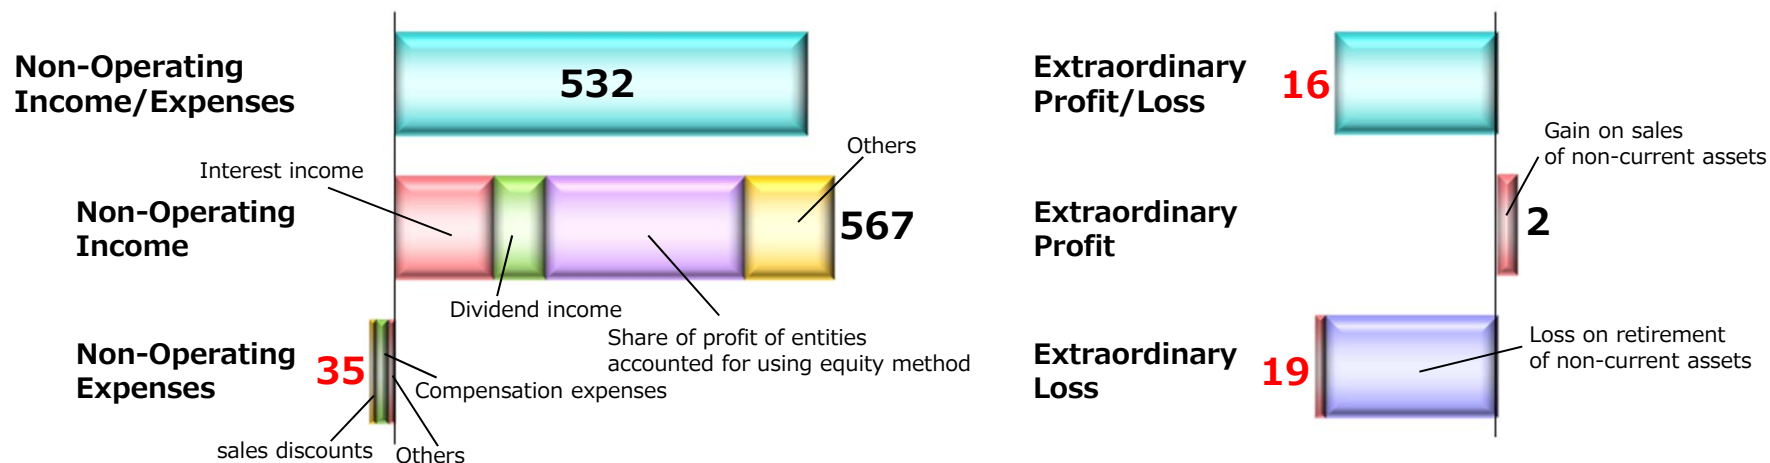 Non-Operating
Income/Expenses
532
Interest income
Others
Non-Operating
Income
567
Dividend income
Share of profit of entities
accounted for using equity method
Non-Operating
Expenses
35
Compensation expenses
sales discounts
Others
Extraordinary
Profit/Loss
16
Gain on sales
of non-current assets
Extraordinary
Profit
2
Extraordinary
Loss
19
Loss on retirement
of non-current assets